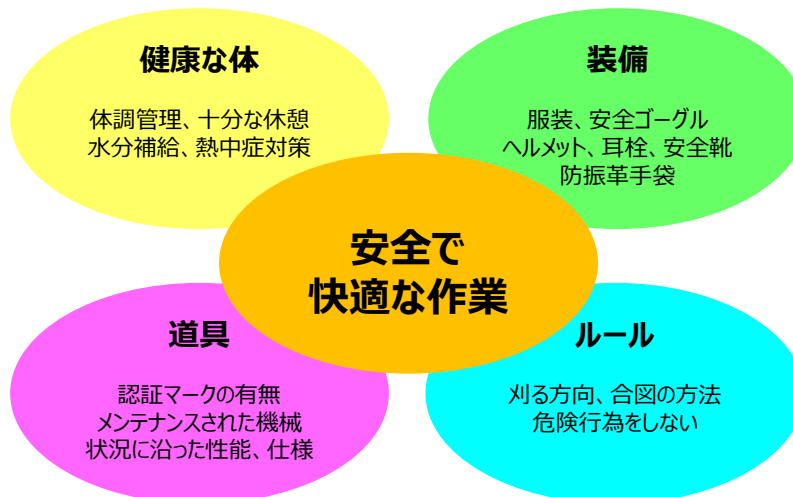 健康な体
体調管理、十分な休憩
水分補給、熱中症対策
装備
服装、安全ゴーグル
ヘルメット、耳栓、安全靴
防振革手袋
安全で
快適な作業
道具
認証マークの有無
メンテナンスされた機械
状況に沿った性能、仕様
ルール
刈る方向、合図の方法
危険行為をしない